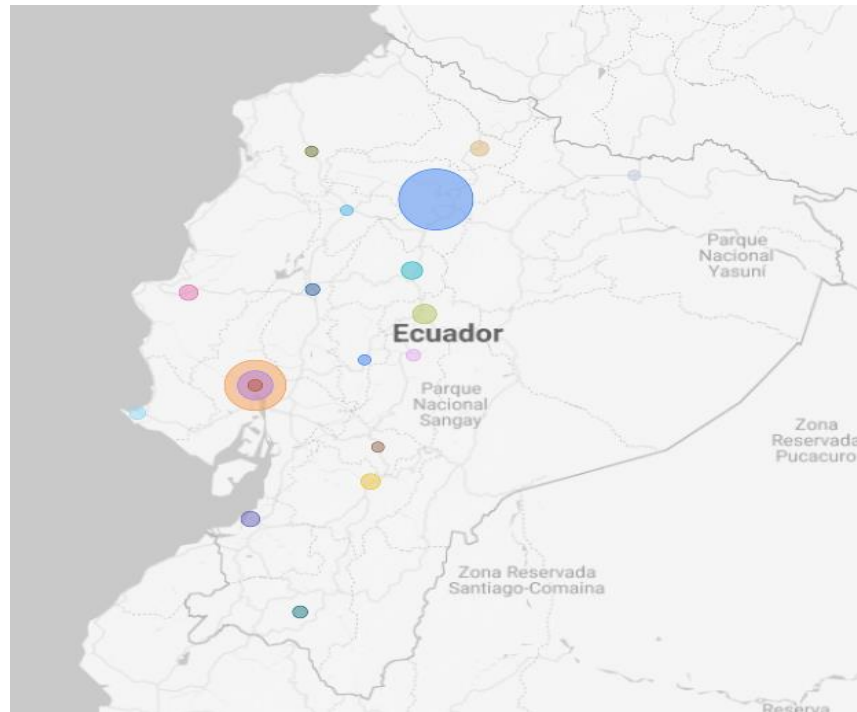 Parque
Nacional
Yasuní
Ecuador
Parque
Nacional
Sangay
Zona
Reservada
Pucacuro
Zona Reservada
Santiago-Comaina
Reserva